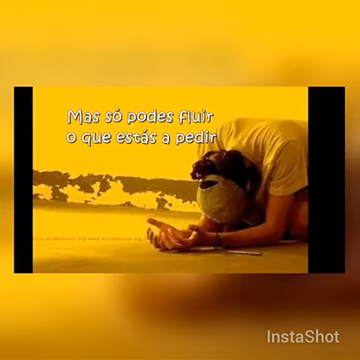 Mas só podes fluir
o que estás a pedir
InstaShot